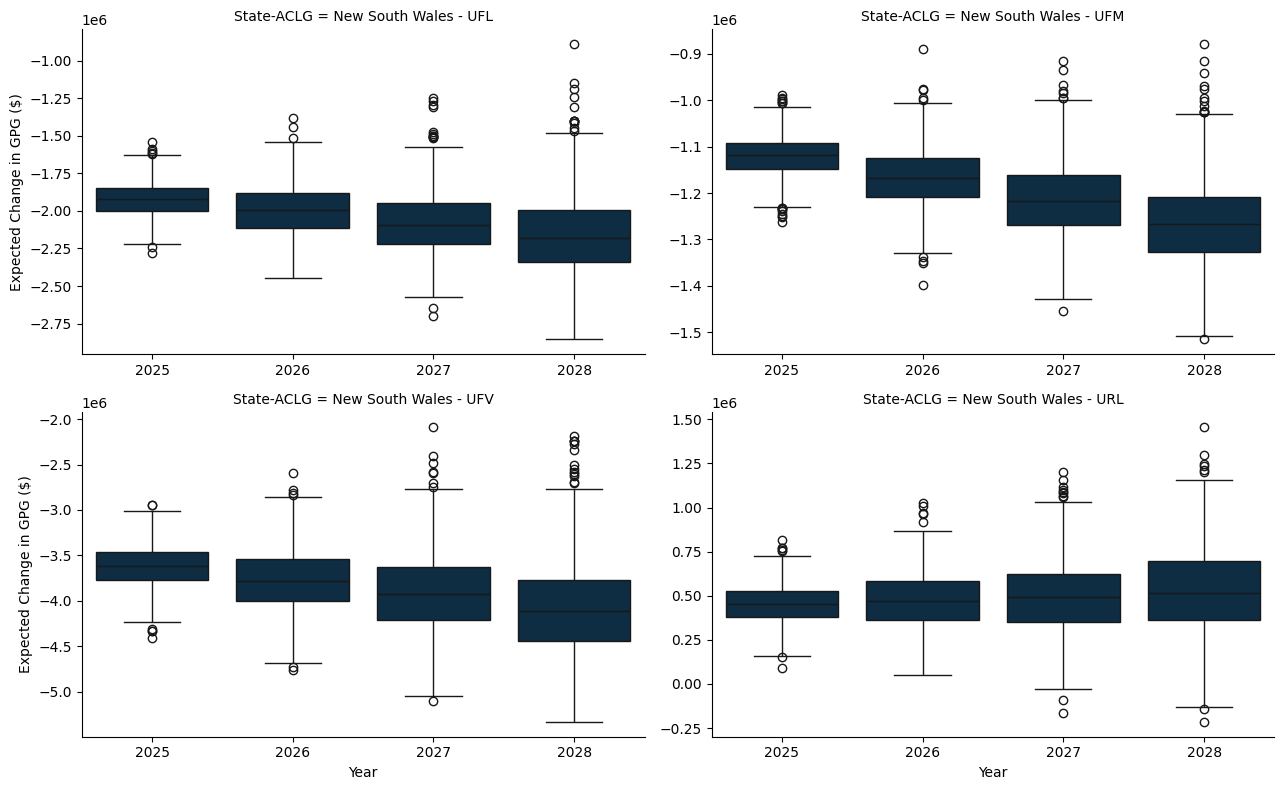 State-ACLG = New South Wales - UFL
1e6
Expected Change in GPG ($)
−1.00
−1.25
−1.50
−1.75
−2.00
−2.25
−2.50
−2.75
2025 2026 2027 2028
State-ACLG = New South Wales - UFM
1e6
−0.9
−1.0
−1.1
−1.2
−1.3
−1.4
−1.5
2025 2026 2027 2028
State-ACLG = New South Wales - UFV
1e6
Expected Change in GPG ($)
−2.0
−2.5
−3.0
−3.5
−4.0
−4.5
−5.0
2025 2026 2027 2028
Year
State-ACLG = New South Wales - URL
1e6
1.50
1.25
1.00
0.75
0.50
0.25
0.00
−0.25
2025 2026 2027 2028
Year